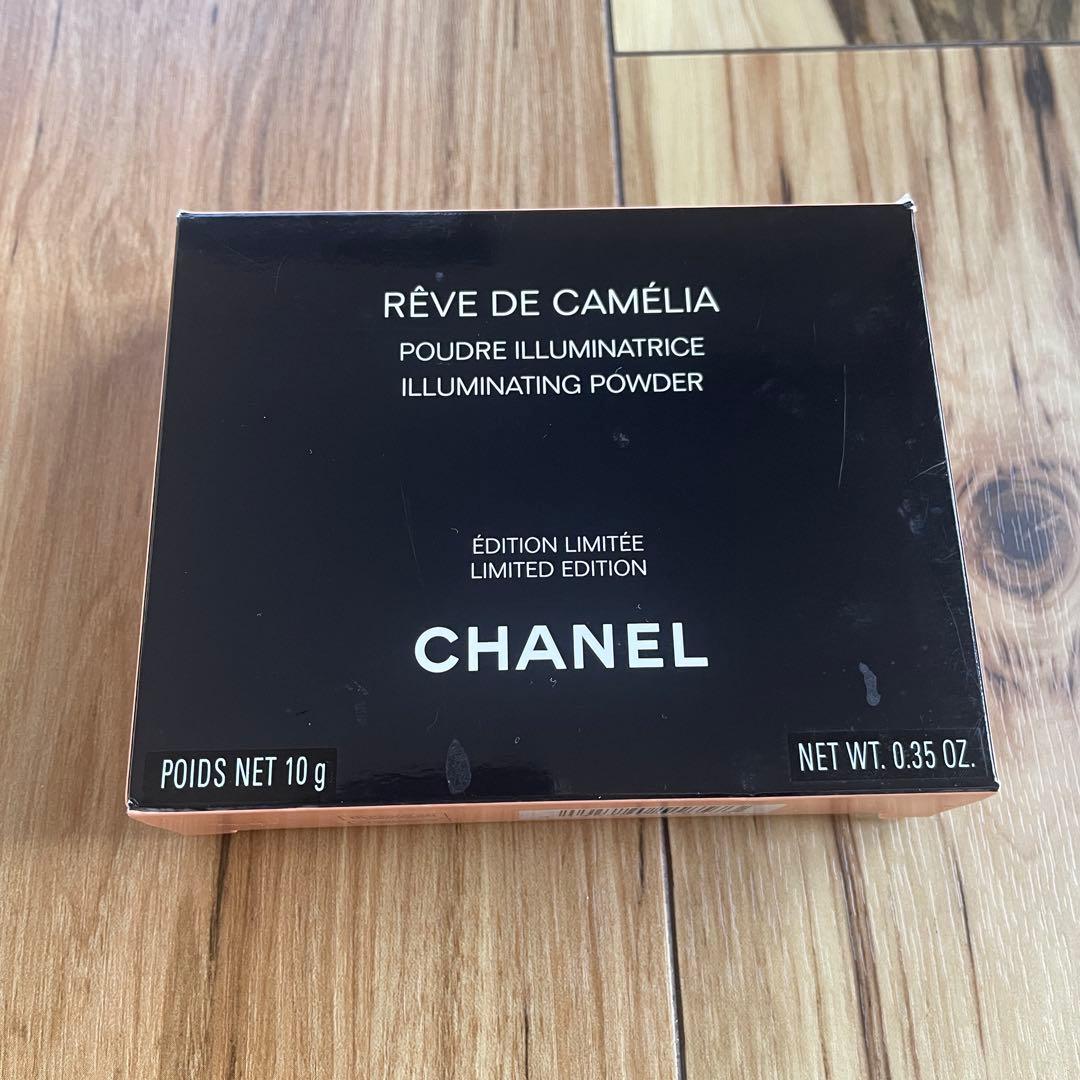 RÊVE DE CAMÉLIA
POUDRE ILLUMINATRICE
ILLUMINATING POWDER
ÉDITION LIMITÉE
LIMITED EDITION
CHANEL
POIDS NET 10 g
NET WT. 0.35 OZ.